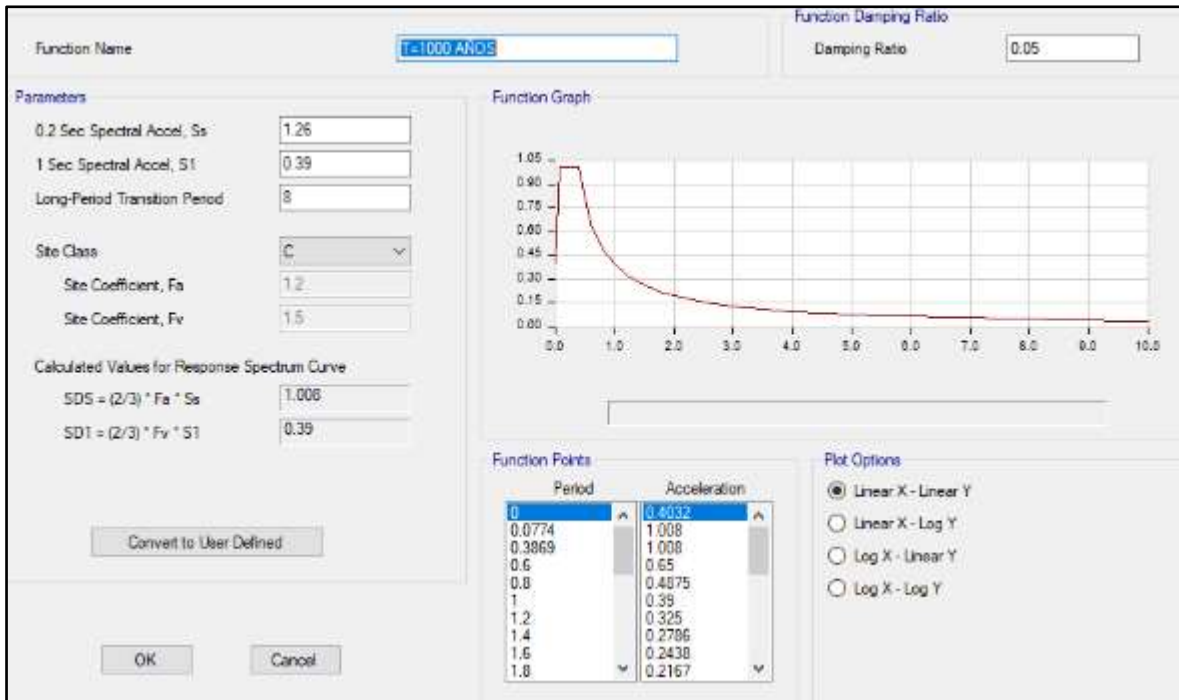 Function Name
T=1000 AÑOS
Function Damping Ratio
Damping Ratio
0.05
Parameters
0.2 Sec Spectral Accel, Ss
1.26
1 Sec Spectral Accel, S1
0.39
Long-Period Transition Period
8
Site Class
C
Site Coefficient, Fa
1.2
Site Coefficient, Fv
1.5
Calculated Values for Response Spectrum Curve
SDS = (2/3) * Fa * Ss
1.008
SD1 = (2/3) * Fv * S1
0.39
Convert to User Defined
OK
Cancel
Function Graph
1.05
0.90
0.75
0.60
0.45
0.30
0.15
0.00
0.0 1.0 2.0 3.0 4.0 5.0 6.0 7.0 8.0 9.0 10.0
Function Points
Period Acceleration
0 0.4032
0.0774 1.008
0.3869 1.008
0.6 0.65
0.8 0.4875
1 0.39
1.2 0.325
1.4 0.2786
1.6 0.2438
1.8 0.2167
Plot Options
Linear X - Linear Y
Linear X - Log Y
Log X - Linear Y
Log X - Log Y